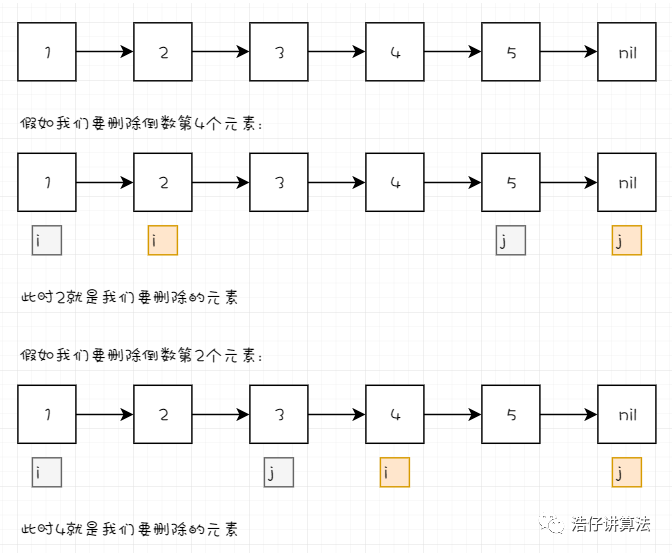 1 2 3 4 5 nil
假如我们要删除倒数第4个元素:
1 2 3 4 5 nil
i i j j
此时2就是我们要删除的元素
假如我们要删除倒数第2个元素:
1 2 3 4 5 nil
i j i j
此时4就是我们要删除的元素
浩仔讲算法